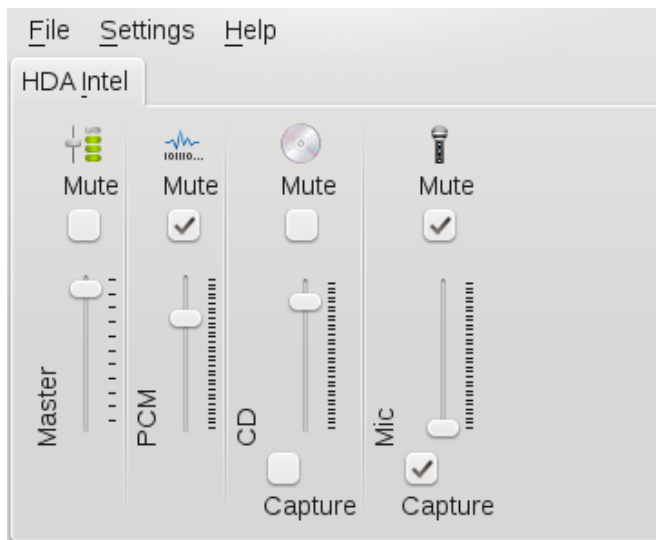 File Settings Help
HDA Intel
Mute Mute Mute Mute
Master PCM CD Mic
Capture Capture